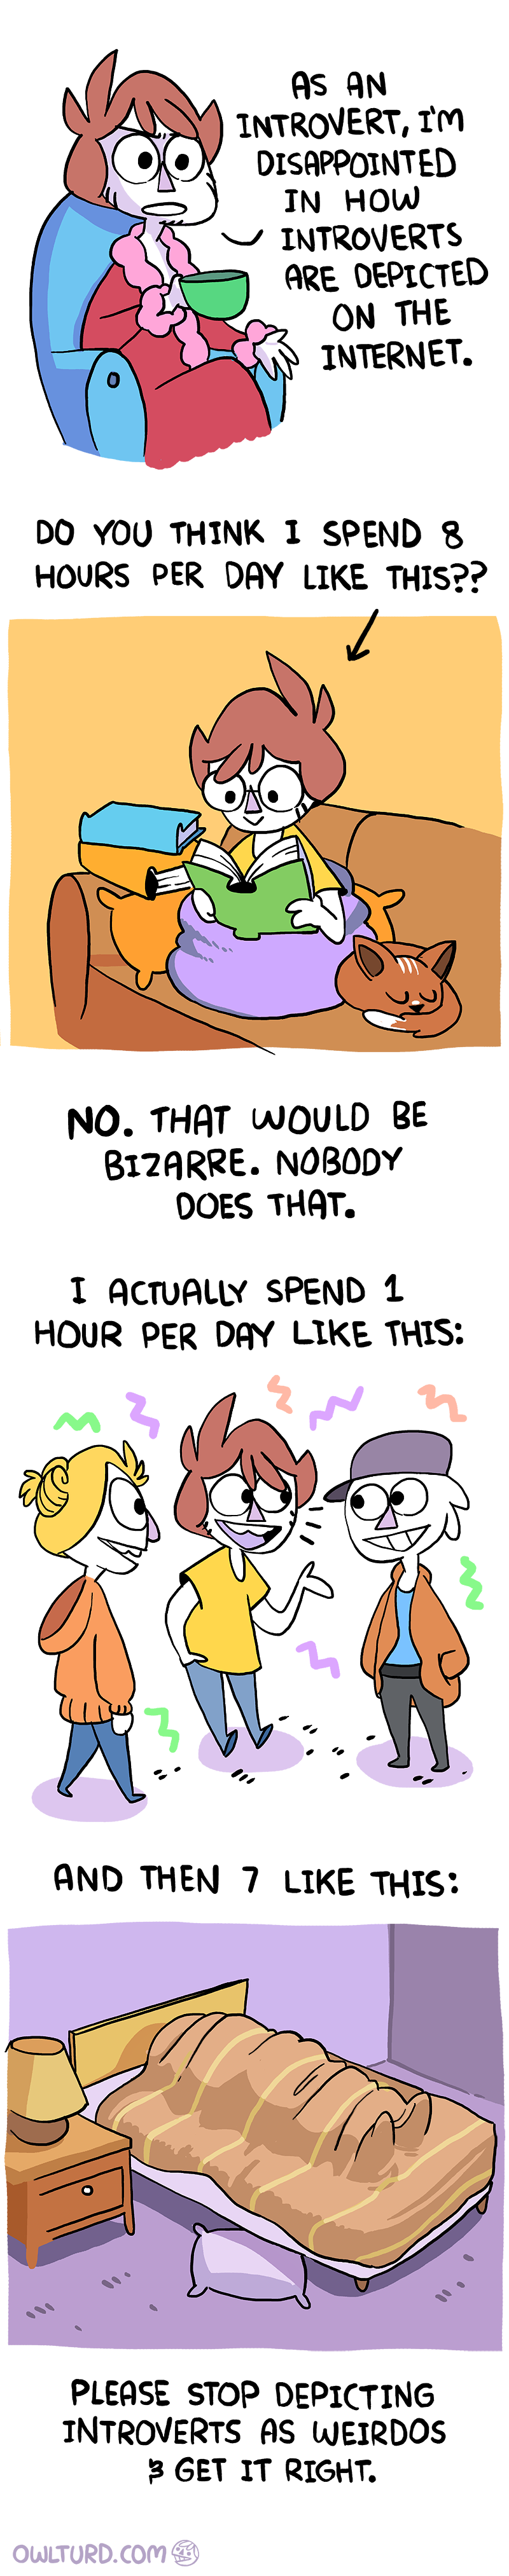 AS AN
INTROVERT, I'M
DISAPPOINTED
IN HOW
INTROVERTS
ARE DEPICTED
ON THE
INTERNET.
DO YOU THINK I SPEND 8
HOURS PER DAY LIKE THIS??
NO. THAT WOULD BE
BIZARRE. NOBODY
DOES THAT.
I ACTUALLY SPEND 1
HOUR PER DAY LIKE THIS:
AND THEN 7 LIKE THIS:
PLEASE STOP DEPICTING
INTROVERTS AS WEIRDOS
& GET IT RIGHT.
OWLTURD.COM